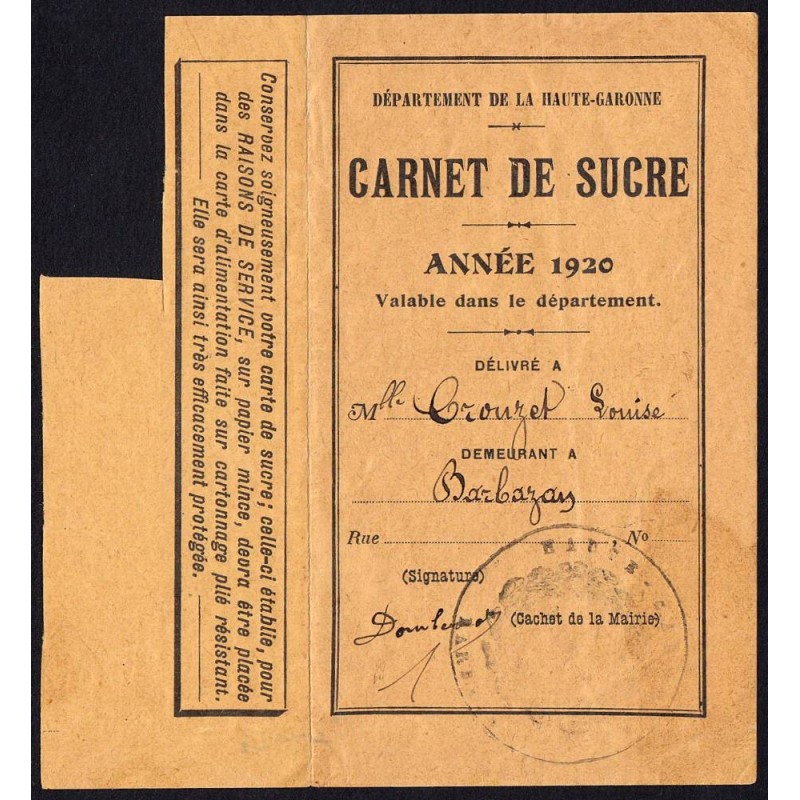 Conservez soigneusement votre carte de sucre; celle-ci établie, pour
des RAISONS DE SERVICE, sur papier mince, devra être placée
dans la carte d'alimentation faite sur cartonnage plié résistant.
Elle sera ainsi très efficacement protégée.
DÉPARTEMENT DE LA HAUTE-GARONNE
CARNET DE SUCRE
ANNÉE 1920
Valable dans le département.
DÉLIVRÉ A
Mlle Crouzet Louise
DEMEURANT A
Barbazan
Rue , No
(Signature)
(Cachet de la Mairie)